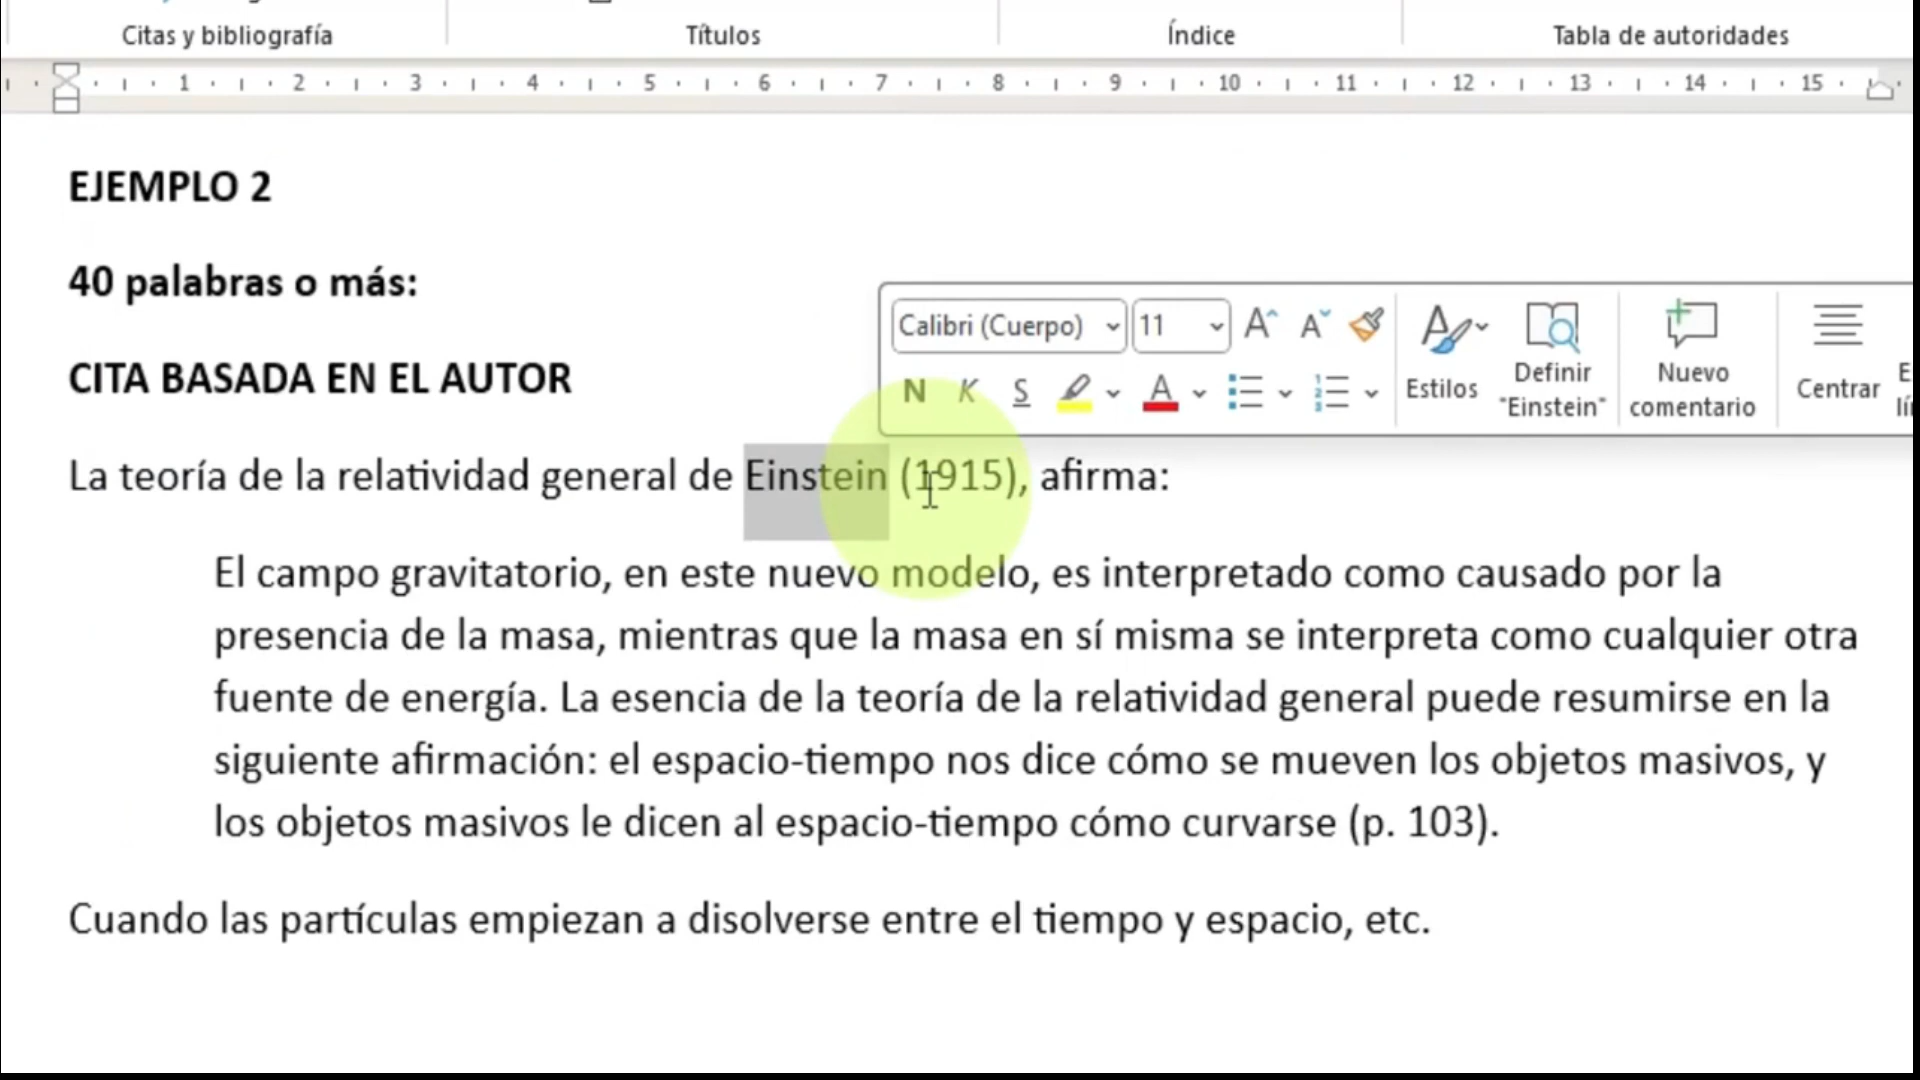 Citas y bibliografía Títulos Índice Tabla de autoridades
1 2 3 4 5 6 7 8 9 10 11 12 13 14 15
EJEMPLO 2
40 palabras o más:
Calibri (Cuerpo) 11
N K S A Estilos Definir "Einstein" Nuevo comentario Centrar
CITA BASADA EN EL AUTOR
La teoría de la relatividad general de Einstein (1915), afirma:
El campo gravitatorio, en este nuevo modelo, es interpretado como causado por la
presencia de la masa, mientras que la masa en sí misma se interpreta como cualquier otra
fuente de energía. La esencia de la teoría de la relatividad general puede resumirse en la
siguiente afirmación: el espacio-tiempo nos dice cómo se mueven los objetos masivos, y
los objetos masivos le dicen al espacio-tiempo cómo curvarse (p. 103).
Cuando las partículas empiezan a disolverse entre el tiempo y espacio, etc.